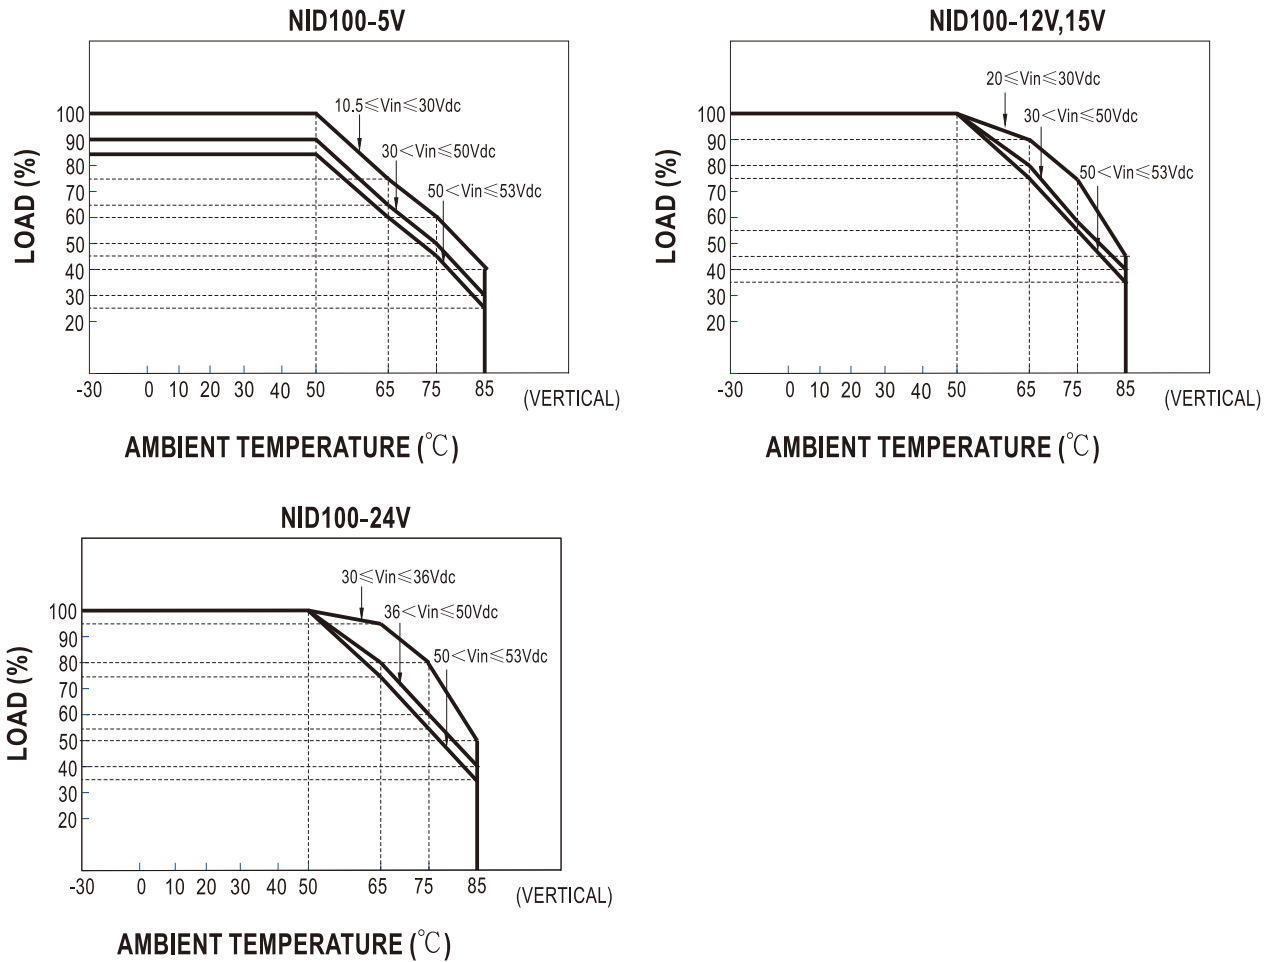 NID100-5V
10.5≤Vin≤30Vdc
30<Vin≤50Vdc
50<Vin≤53Vdc
LOAD (%)
100
90
80
70
60
50
40
30
20
-30 0 10 20 30 40 50 65 75 85 (VERTICAL)
AMBIENT TEMPERATURE (℃)
NID100-12V,15V
20≤Vin≤30Vdc
30<Vin≤50Vdc
50<Vin≤53Vdc
LOAD (%)
100
90
80
70
60
50
40
30
20
-30 0 10 20 30 40 50 65 75 85 (VERTICAL)
AMBIENT TEMPERATURE (℃)
NID100-24V
30≤Vin≤36Vdc
36<Vin≤50Vdc
50<Vin≤53Vdc
LOAD (%)
100
90
80
70
60
50
40
30
20
-30 0 10 20 30 40 50 65 75 85 (VERTICAL)
AMBIENT TEMPERATURE (℃)